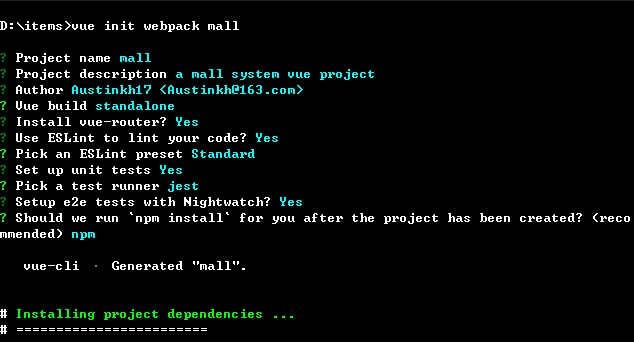 D:\items>vue init webpack mall
? Project name mall
? Project description a mall system vue project
? Author Austinkh17 <Austinkh@163.com>
? Vue build standalone
? Install vue-router? Yes
? Use ESLint to lint your code? Yes
? Pick an ESLint preset Standard
? Set up unit tests Yes
? Pick a test runner jest
? Setup e2e tests with Nightwatch? Yes
? Should we run `npm install` for you after the project has been created? (reco
mmended) npm
vue-cli · Generated "mall".
# Installing project dependencies ...
# ========================